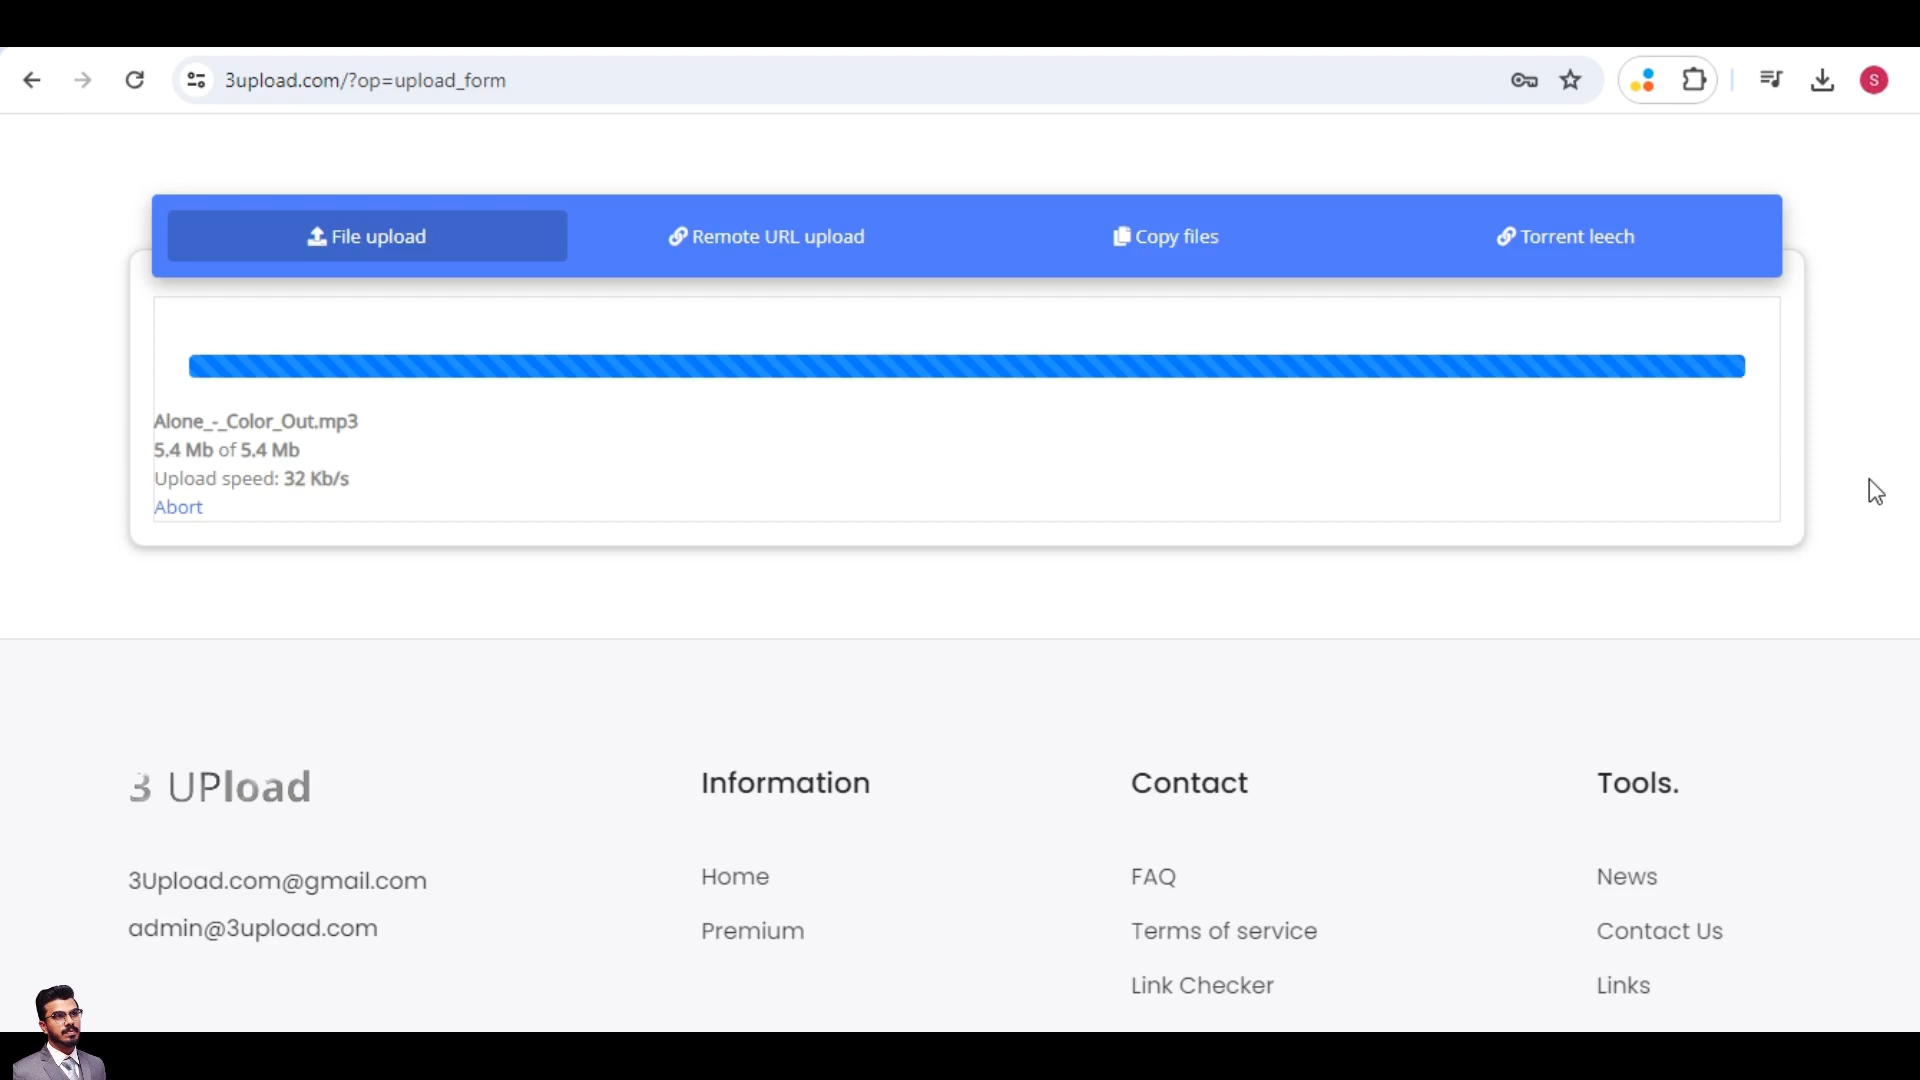 3upload.com/?op=upload_form
S
File upload
Remote URL upload
Copy files
Torrent leech
Alone_-_Color_Out.mp3
5.4 Mb of 5.4 Mb
Upload speed: 32 Kb/s
Abort
3 UPload
3Upload.com@gmail.com
admin@3upload.com
Information
Home
Premium
Contact
FAQ
Terms of service
Link Checker
Tools.
News
Contact Us
Links